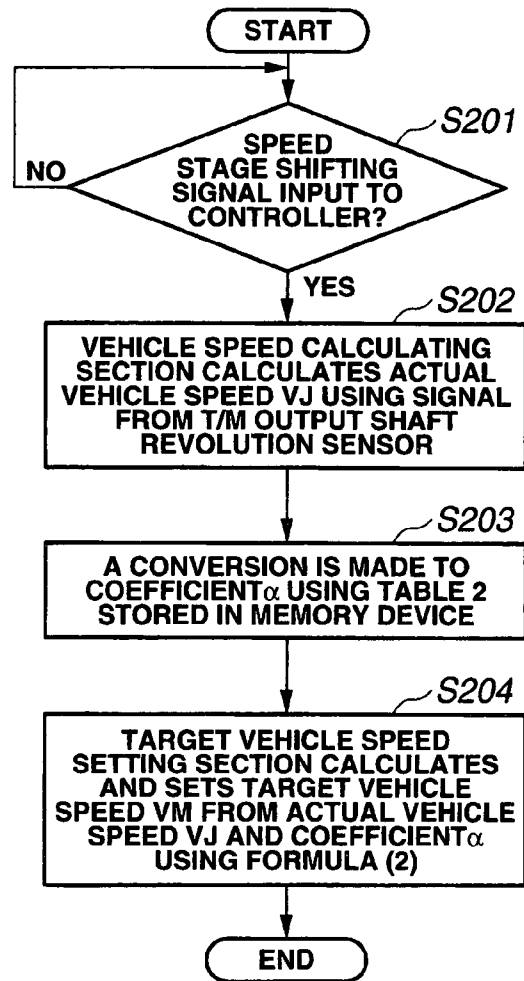 START
S201
SPEED
STAGE SHIFTING
SIGNAL INPUT TO
CONTROLLER?
NO
YES
S202
VEHICLE SPEED CALCULATING
SECTION CALCULATES ACTUAL
VEHICLE SPEED VJ USING SIGNAL
FROM T/M OUTPUT SHAFT
REVOLUTION SENSOR
S203
A CONVERSION IS MADE TO
COEFFICIENTα USING TABLE 2
STORED IN MEMORY DEVICE
S204
TARGET VEHICLE SPEED
SETTING SECTION CALCULATES
AND SETS TARGET VEHICLE
SPEED VM FROM ACTUAL VEHICLE
SPEED VJ AND COEFFICIENTα
USING FORMULA (2)
END